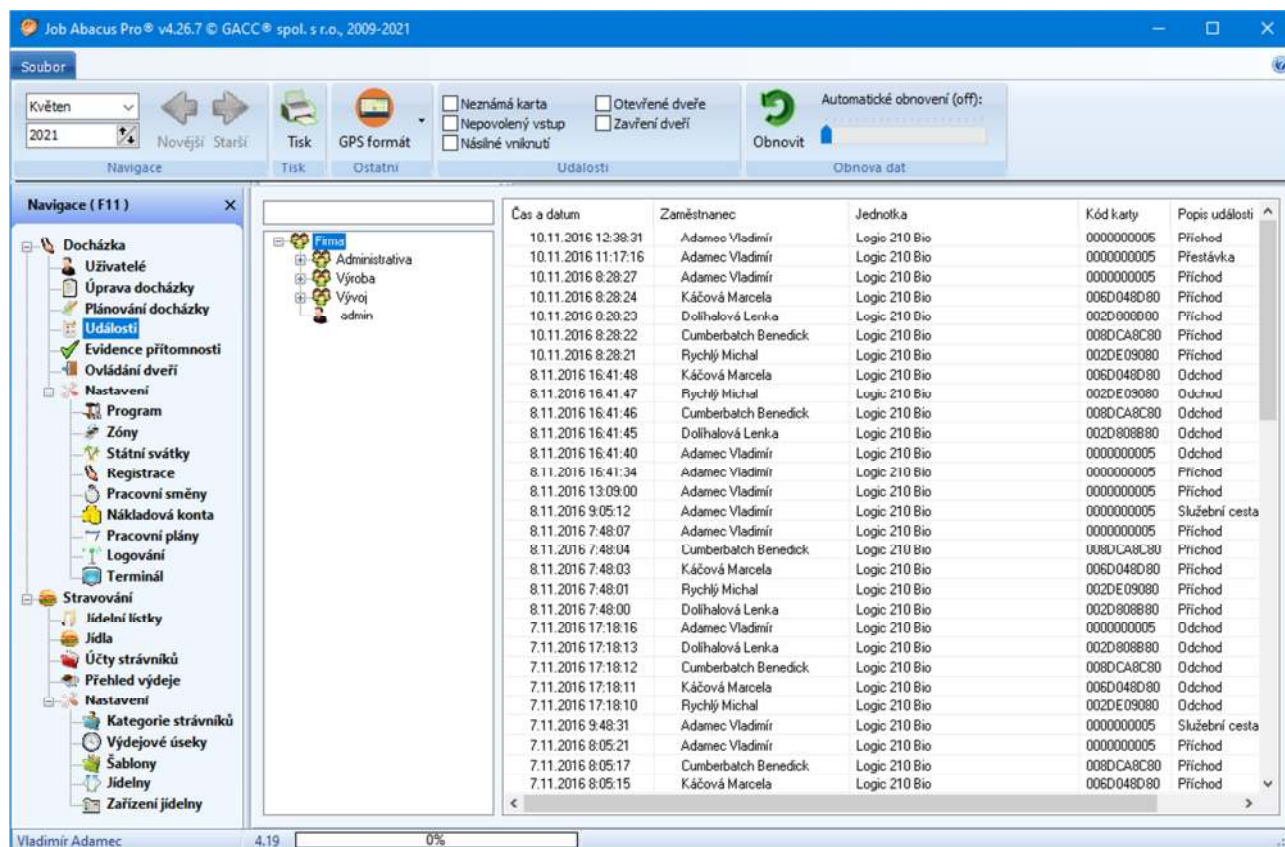 Job Abacus Pro® v4.26.7 © GACC® spol. s r.o., 2009-2021
Soubor
Květen
2021
Novější Starší
Navigace
Tisk
Tisk
GPS formát
Ostatní
Neznámá karta
Nepovolený vstup
Násilné vniknutí
Otevřené dveře
Zavření dveří
Události
Obnovit
Automatické obnovení (off):
Obnova dat
Navigace ( F11 )
Docházka
Uživatelé
Úprava docházky
Plánování docházky
Události
Evidence přítomnosti
Ovládání dveří
Nastavení
Program
Zóny
Státní svátky
Registrace
Pracovní směny
Nákladová konta
Pracovní plány
Logování
Terminál
Stravování
Jídelní lístky
Jídla
Účty strávníků
Přehled výdeje
Nastavení
Kategorie strávníků
Výdejové úseky
Šablony
Jídelny
Zařízení jídelny
Firma
Administrativa
Výroba
Vývoj
admin
Čas a datum Zaměstnanec Jednotka Kód karty Popis události
10.11.2016 12:38:31 Adamec Vladimír Logic 210 Bio 0000000005 Příchod
10.11.2016 11:17:16 Adamec Vladimír Logic 210 Bio 0000000005 Přestávka
10.11.2016 8:28:27 Adamec Vladimír Logic 210 Bio 0000000005 Příchod
10.11.2016 8:28:24 Káčová Marcela Logic 210 Bio 006D048D80 Příchod
10.11.2016 8:28:23 Dolíhalová Lenka Logic 210 Bio 002D808B80 Příchod
10.11.2016 8:28:22 Cumberbatch Benedick Logic 210 Bio 008DCA8C80 Příchod
10.11.2016 8:28:21 Rychlý Michal Logic 210 Bio 002DE09080 Příchod
8.11.2016 16:41:48 Káčová Marcela Logic 210 Bio 006D048D80 Odchod
8.11.2016 16:41:47 Rychlý Michal Logic 210 Bio 002DE09080 Odchod
8.11.2016 16:41:46 Cumberbatch Benedick Logic 210 Bio 008DCA8C80 Odchod
8.11.2016 16:41:45 Dolíhalová Lenka Logic 210 Bio 002D808B80 Odchod
8.11.2016 16:41:40 Adamec Vladimír Logic 210 Bio 0000000005 Odchod
8.11.2016 16:41:34 Adamec Vladimír Logic 210 Bio 0000000005 Příchod
8.11.2016 13:09:00 Adamec Vladimír Logic 210 Bio 0000000005 Příchod
8.11.2016 9:05:12 Adamec Vladimír Logic 210 Bio 0000000005 Služební cesta
8.11.2016 7:48:07 Adamec Vladimír Logic 210 Bio 0000000005 Příchod
8.11.2016 7:48:04 Cumberbatch Benedick Logic 210 Bio 008DCA8C80 Příchod
8.11.2016 7:48:03 Káčová Marcela Logic 210 Bio 006D048D80 Příchod
8.11.2016 7:48:01 Rychlý Michal Logic 210 Bio 002DE09080 Příchod
8.11.2016 7:48:00 Dolíhalová Lenka Logic 210 Bio 002D808B80 Příchod
7.11.2016 17:18:16 Adamec Vladimír Logic 210 Bio 0000000005 Odchod
7.11.2016 17:18:13 Dolíhalová Lenka Logic 210 Bio 002D808B80 Odchod
7.11.2016 17:18:12 Cumberbatch Benedick Logic 210 Bio 008DCA8C80 Odchod
7.11.2016 17:18:11 Káčová Marcela Logic 210 Bio 006D048D80 Odchod
7.11.2016 17:18:10 Rychlý Michal Logic 210 Bio 002DE09080 Odchod
7.11.2016 9:48:31 Adamec Vladimír Logic 210 Bio 0000000005 Služební cesta
7.11.2016 8:05:21 Adamec Vladimír Logic 210 Bio 0000000005 Příchod
7.11.2016 8:05:17 Cumberbatch Benedick Logic 210 Bio 008DCA8C80 Příchod
7.11.2016 8:05:15 Káčová Marcela Logic 210 Bio 006D048D80 Příchod
Vladimír Adamec 4.19 0%